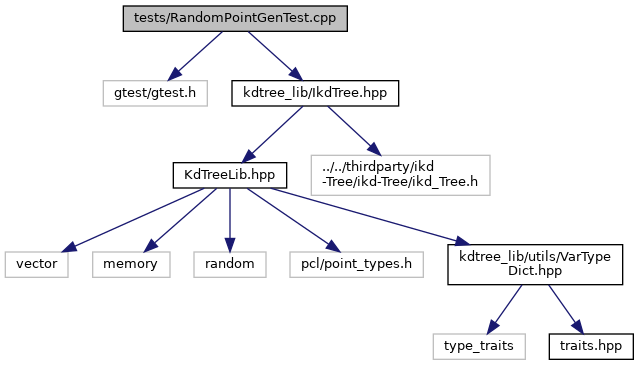 tests/RandomPointGenTest.cpp
gtest/gtest.h
kdtree_lib/IkdTree.hpp
KdTreeLib.hpp
../../thirdparty/ikd
-Tree/ikd-Tree/ikd_Tree.h
vector
memory
random
pcl/point_types.h
kdtree_lib/utils/VarType
Dict.hpp
type_traits
traits.hpp